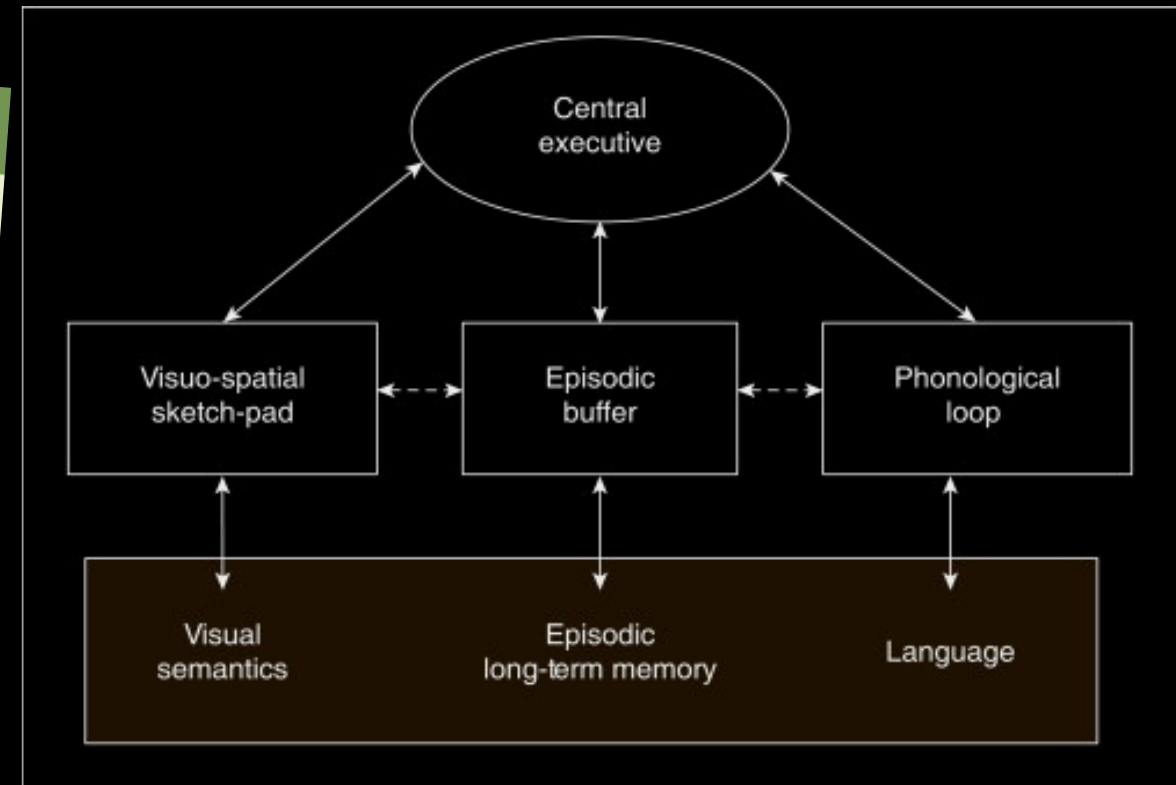 Central
executive
Visuo-spatial
sketch-pad
Episodic
buffer
Phonological
loop
Visual
semantics
Episodic
long-term memory
Language